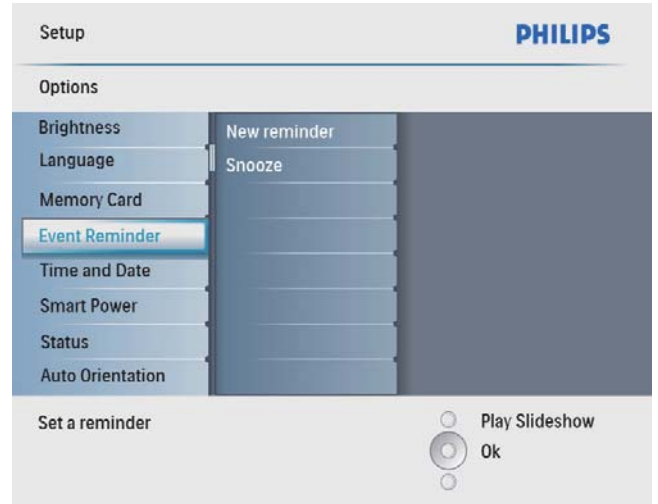 Setup
PHILIPS
Options
Brightness
Language
Memory Card
Event Reminder
Time and Date
Smart Power
Status
Auto Orientation
New reminder
Snooze
Set a reminder
Play Slideshow
Ok